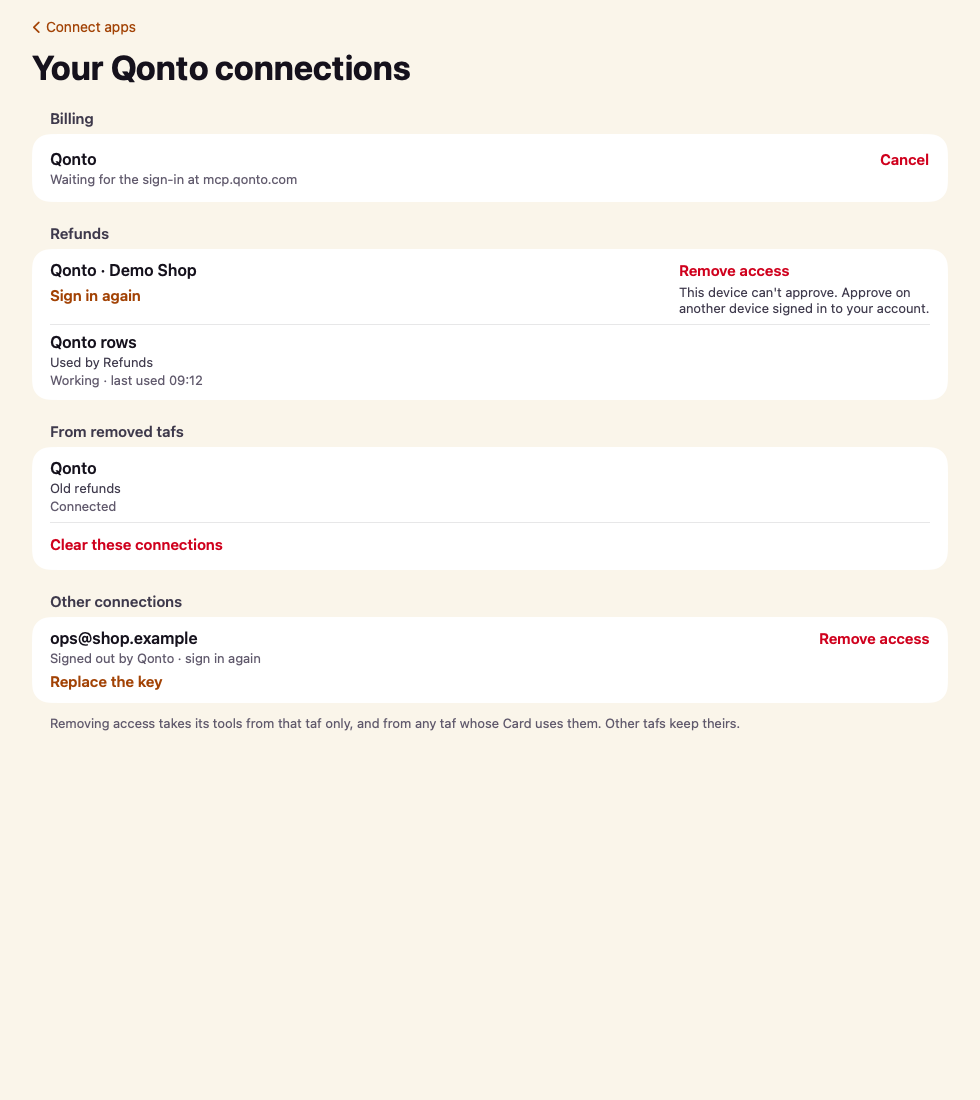 Connect apps
Your Qonto connections
Billing
Qonto
Cancel
Waiting for the sign-in at mcp.qonto.com
Refunds
Qonto · Demo Shop
Remove access
Sign in again
This device can't approve. Approve on
another device signed in to your account.
Qonto rows
Used by Refunds
Working · last used 09:12
From removed tafs
Qonto
Old refunds
Connected
Clear these connections
Other connections
ops@shop.example
Remove access
Signed out by Qonto · sign in again
Replace the key
Removing access takes its tools from that taf only, and from any taf whose Card uses them. Other tafs keep theirs.